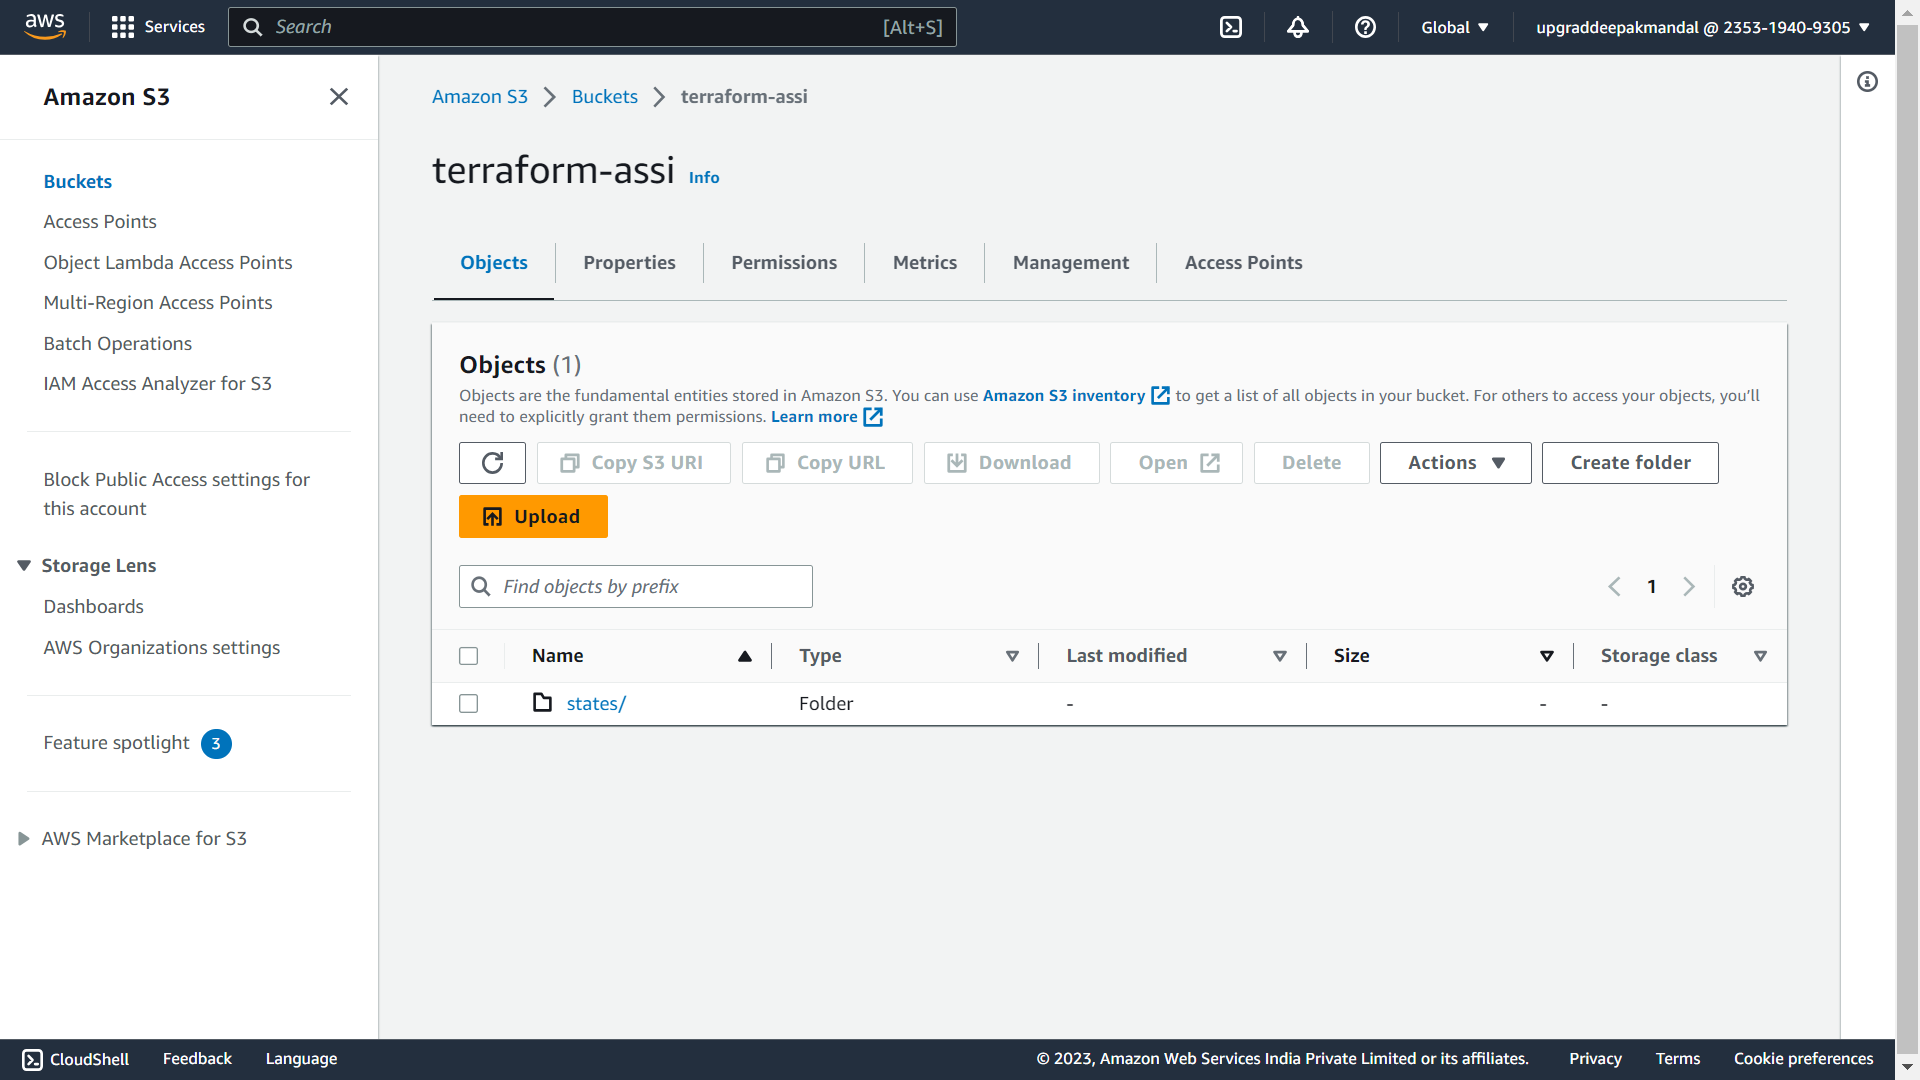 aws
Services
Search
[Alt+S]
Global
upgraddeepakmandal @ 2353-1940-9305
Amazon S3
Buckets
Access Points
Object Lambda Access Points
Multi-Region Access Points
Batch Operations
IAM Access Analyzer for S3
Block Public Access settings for
this account
Storage Lens
Dashboards
AWS Organizations settings
Feature spotlight 3
AWS Marketplace for S3
Amazon S3 > Buckets > terraform-assi
terraform-assi Info
Objects
Properties
Permissions
Metrics
Management
Access Points
Objects (1)
Objects are the fundamental entities stored in Amazon S3. You can use Amazon S3 inventory to get a list of all objects in your bucket. For others to access your objects, you'll
need to explicitly grant them permissions. Learn more
Copy S3 URI
Copy URL
Download
Open
Delete
Actions
Create folder
Upload
Find objects by prefix
1
Name
Type
Last modified
Size
Storage class
states/
Folder
-
-
-
CloudShell
Feedback
Language
© 2023, Amazon Web Services India Private Limited or its affiliates.
Privacy
Terms
Cookie preferences